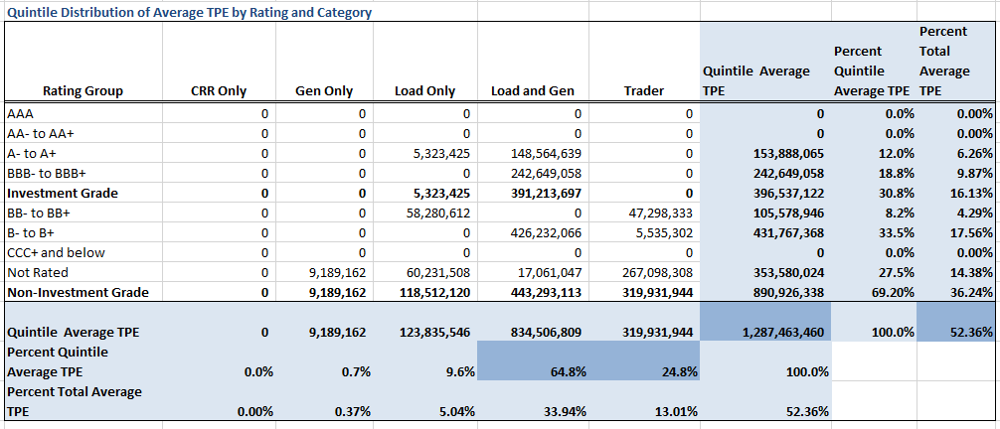 Quintile Distribution of Average TPE by Rating and Category
Percent
Percent Total
Quintile Average Quintile Average
Rating Group CRR Only Gen Only Load Only Load and Gen Trader TPE Average TPE TPE
AAA 0 0 0 0 0 0 0.0% 0.00%
AA- to AA+ 0 0 0 0 0 0 0.0% 0.00%
A- to A+ 0 0 5,323,425 148,564,639 0 153,888,065 12.0% 6.26%
BBB- to BBB+ 0 0 0 242,649,058 0 242,649,058 18.8% 9.87%
Investment Grade 0 0 5,323,425 391,213,697 0 396,537,122 30.8% 16.13%
BB- to BB+ 0 0 58,280,612 0 47,298,333 105,578,946 8.2% 4.29%
B- to B+ 0 0 0 426,232,066 5,535,302 431,767,368 33.5% 17.56%
CCC+ and below 0 0 0 0 0 0 0.0% 0.00%
Not Rated 0 9,189,162 60,231,508 17,061,047 267,098,308 353,580,024 27.5% 14.38%
Non-Investment Grade 0 9,189,162 118,512,120 443,293,113 319,931,944 890,926,338 69.20% 36.24%
Quintile Average TPE 0 9,189,162 123,835,546 834,506,809 319,931,944 1,287,463,460 100.0% 52.36%
Percent Quintile
Average TPE 0.0% 0.7% 9.6% 64.8% 24.8% 100.0%
Percent Total Average
TPE 0.00% 0.37% 5.04% 33.94% 13.01% 52.36%